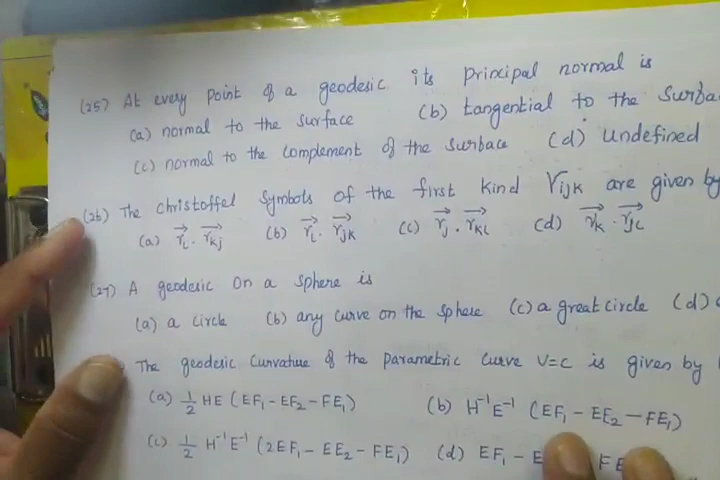 (25) At every point of a geodesic its principal normal is
(a) normal to the surface (b) tangential to the Surfa
(c) normal to the complement of the surface (d) undefined
(26) The christoffel Symbols of the first kind Γijk are given by
(a) r⃗i · r⃗kj (b) r⃗i · r⃗jk (c) r⃗j · r⃗ki (d) r⃗k · r⃗ji
(27) A geodesic on a sphere is
(a) a circle (b) any curve on the sphere (c) a great circle (d)
The geodesic curvature of the parametric curve v=c is given by
(a) 1/2 HE (EF₁ - EF₂ - FE₁) (b) H⁻¹E⁻¹ (EF₁ - EE₂ - FE₁)
(c) 1/2 H⁻¹E⁻¹ (2EF₁ - EE₂ - FE₁) (d) EF₁ - E FE